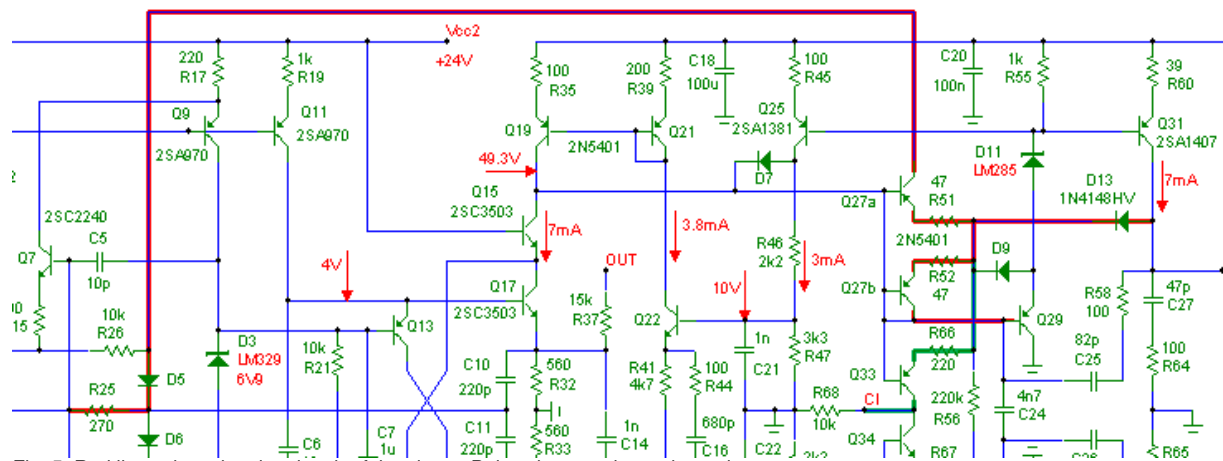 Vcc2
+24V
220
R17
1k
R19
100
R35
200
R39
C18
100u
100
R45
C20
100n
1k
R55
39
R60
Q9
2SA970
Q11
2SA970
Q19
2N5401
Q21
Q25
2SA1381
Q31
2SA1407
D11
LM285
D13
1N4148HV
7mA
49.3V
D7
Q27a
47
R51
2N5401
Q15
2SC3503
7mA
3.8mA
2SC2240
C5
10p
Q7
4V
OUT
R46
2k2
3mA
D9
R52
47
Q27b
10V
R58
100
47p
C27
Q17
2SC3503
15k
R37
Q22
1n
C21
3k3
R47
R66
220
Q29
82p
C25
15
10k
R26
D3
LM329
6V9
10k
R21
Q13
C10
220p
560
R32
R41
4k7
100
R44
R68
10k
CI
Q33
220k
R56
4n7
C24
100
R64
D5
R25
270
D6
C6
C7
1u
C11
220p
560
R33
1n
C14
680p
C16
C22
2k2
Q34
R67
R65